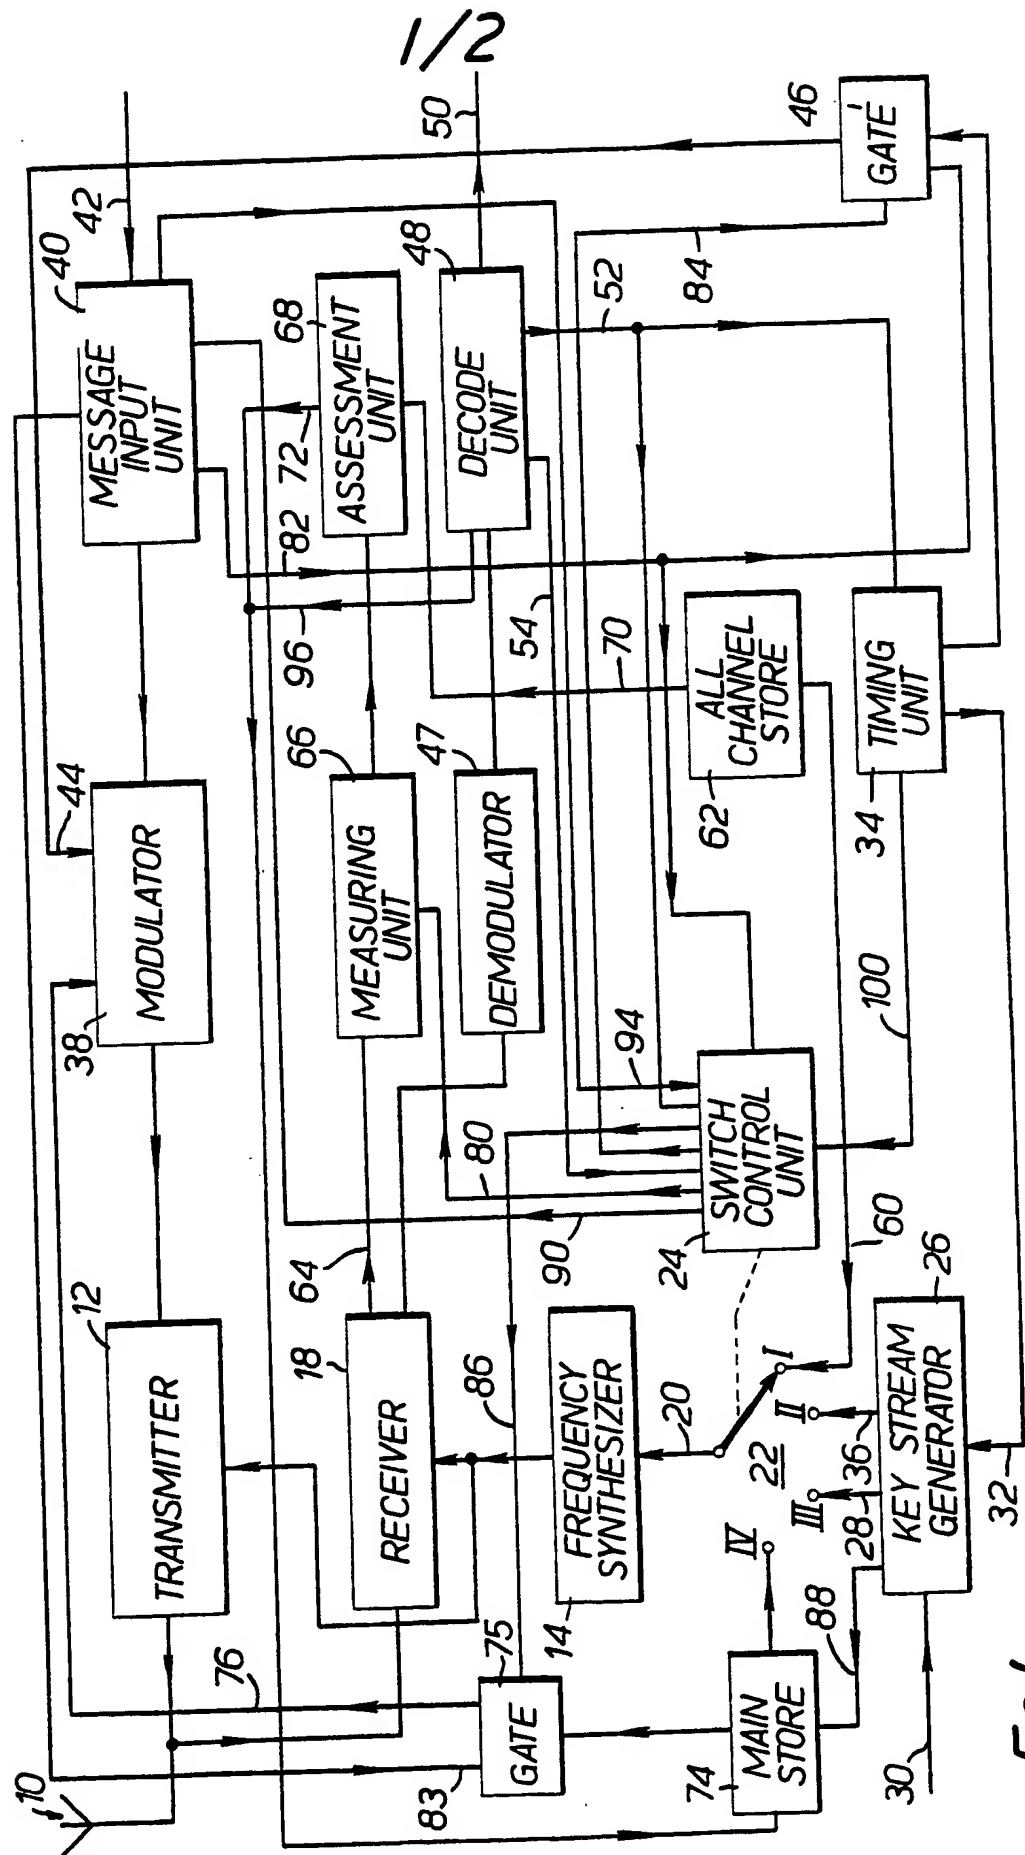 1/2
10
TRANSMITTER
12
MODULATOR
38
44
MESSAGE
INPUT
UNIT
40
42
76
83
RECEIVER
18
64
MEASURING
UNIT
66
ASSESSMENT
UNIT
68
72
82
96
DEMODULATOR
47
DECODE
UNIT
48
50
52
54
GATE
75
86
FREQUENCY
SYNTHESIZER
14
20
22
I
II
III
IV
SWITCH
CONTROL
UNIT
24
80
90
94
ALL
CHANNEL
STORE
62
70
60
84
GATE
46
MAIN
STORE
74
88
28
36
KEY STREAM
GENERATOR
26
30
32
TIMING
UNIT
34
100